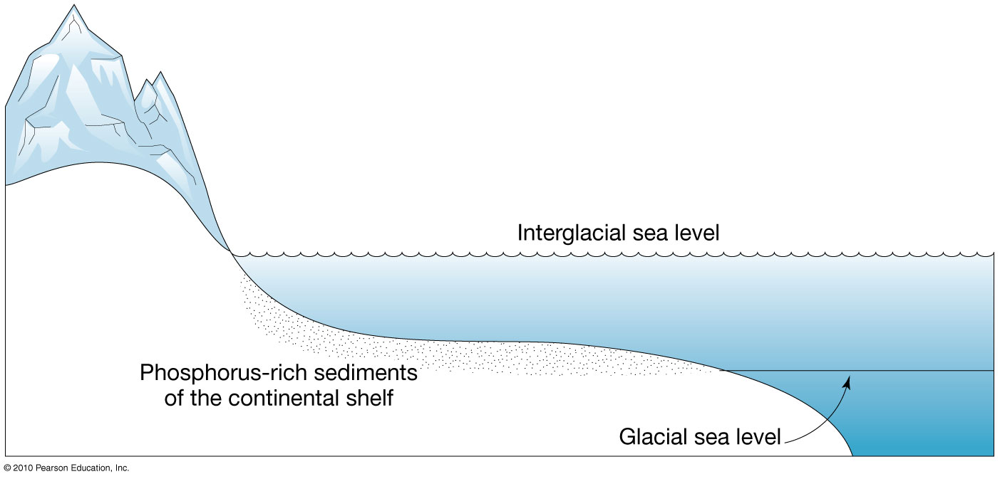 Interglacial sea level
Phosphorus-rich sediments
of the continental shelf
Glacial sea level
© 2010 Pearson Education, Inc.